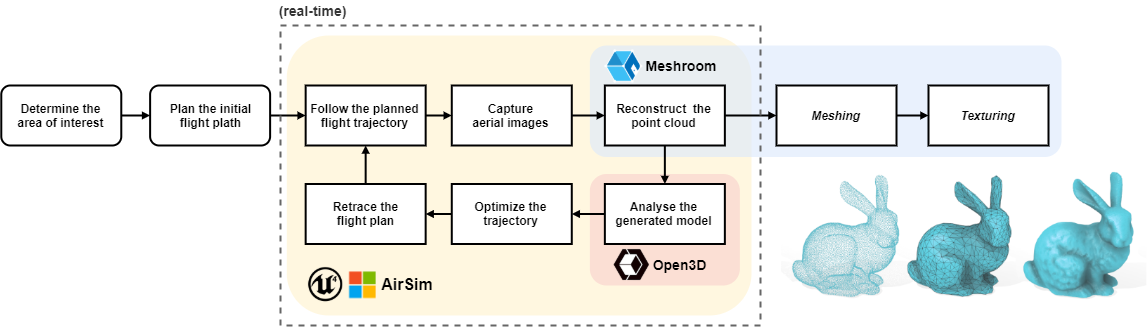 (real-time)
Meshroom
Determine the
area of interest
Plan the initial
flight plath
Follow the planned
flight trajectory
Capture
aerial images
Reconstruct the
point cloud
Meshing
Texturing
Retrace the
flight plan
Optimize the
trajectory
Analyse the
generated model
Open3D
AirSim